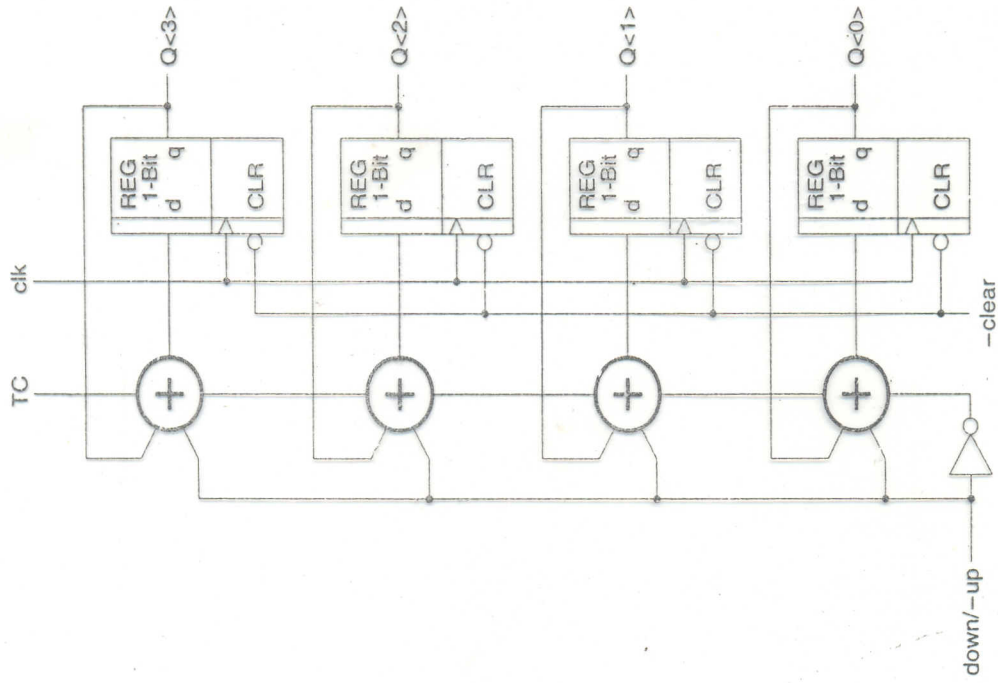 TC
clk
REG
1-Bit
d
q
CLR
Q<3>
REG
1-Bit
d
q
CLR
Q<2>
REG
1-Bit
d
q
CLR
Q<1>
REG
1-Bit
d
q
CLR
Q<0>
+
+
+
+
down/-up
-clear